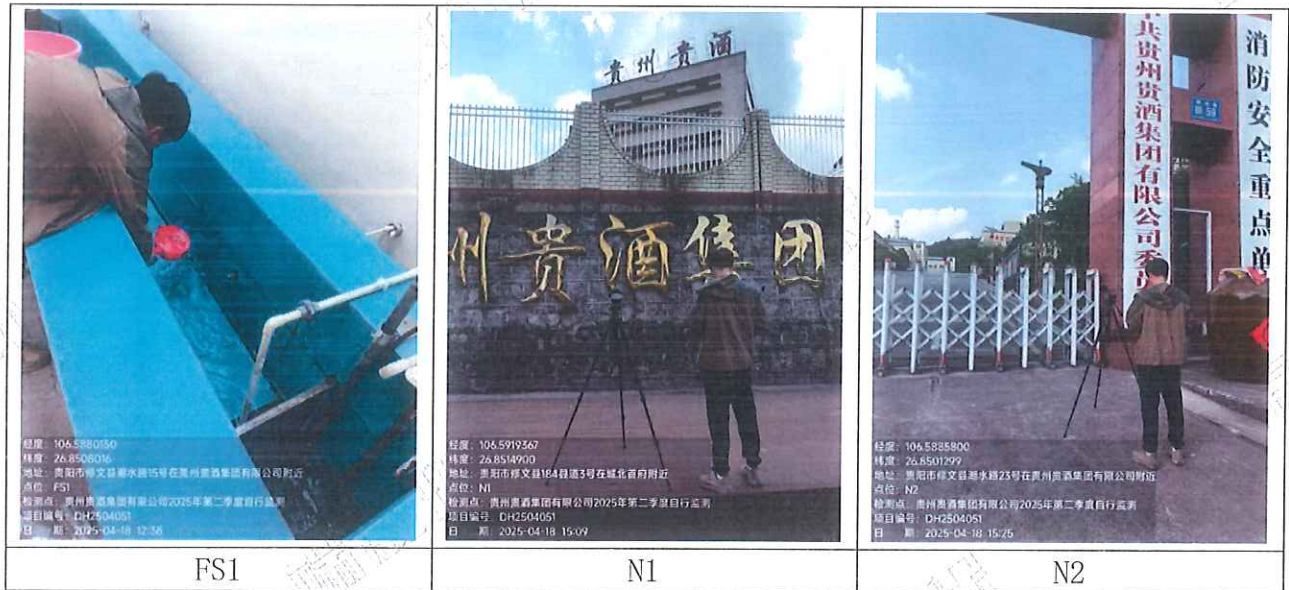 经度：106.5880150
纬度：26.8508016
地址：贵阳市修文县潮水路15号在贵州贵酒集团有限公司附近
点位：FS1
检测点：贵州贵酒集团有限公司2025年第二季度自行监测
项目编号：DH2504051
日 期：2025-04-18 12:38
FS1
贵州贵酒
州贵酒集团
经度：106.5919367
纬度：26.8514900
地址：贵阳市修文县184县道3号在城北首府附近
点位：N1
检测点：贵州贵酒集团有限公司2025年第二季度自行监测
项目编号：DH2504051
日 期：2025-04-18 15:09
N1
共贵州贵酒集团有限公司委员
消防安全重点单
59
经度：106.5885800
纬度：26.8501299
地址：贵阳市修文县潮水路23号在贵州贵酒集团有限公司附近
点位：N2
检测点：贵州贵酒集团有限公司2025年第二季度自行监测
项目编号：DH2504051
日 期：2025-04-18 15:25
N2